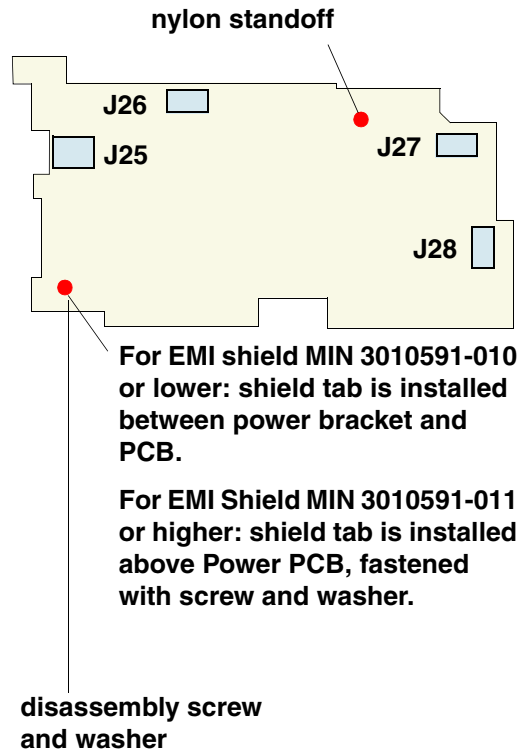 nylon standoff
J26
J25
J27
J28
For EMI shield MIN 3010591-010
or lower: shield tab is installed
between power bracket and
PCB.
For EMI Shield MIN 3010591-011
or higher: shield tab is installed
above Power PCB, fastened
with screw and washer.
disassembly screw
and washer